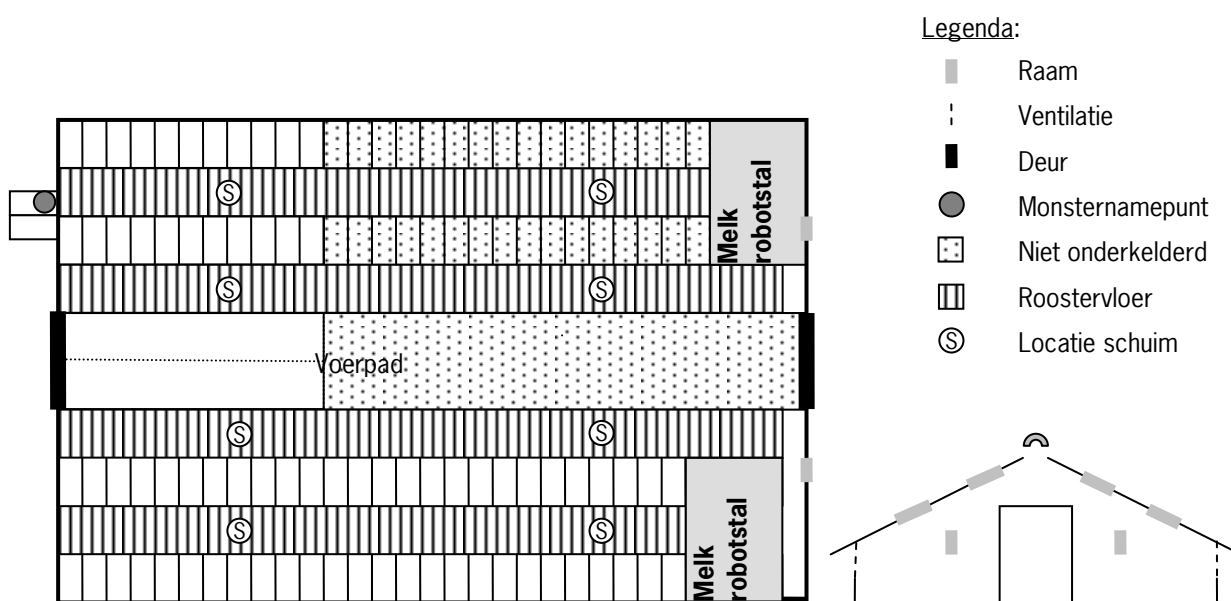 Legenda:
Raam
Ventilatie
Deur
Monsternamepunt
Niet onderkelderd
Roostervloer
S Locatie schuim
Melk
robotstal
S S
S S
Voerpad
S S
S S
Melk
robotstal